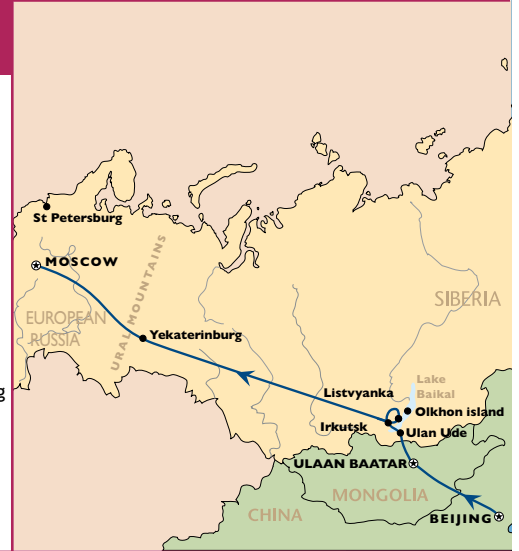 St Petersburg
MOSCOW
EUROPEAN
RUSSIA
URAL MOUNTAINS
SIBERIA
Yekaterinburg
Lake
Baikal
Listvyanka
Olkhon island
Irkutsk
Ulan Ude
ULAAN BAATAR
MONGOLIA
CHINA
BEIJING
g